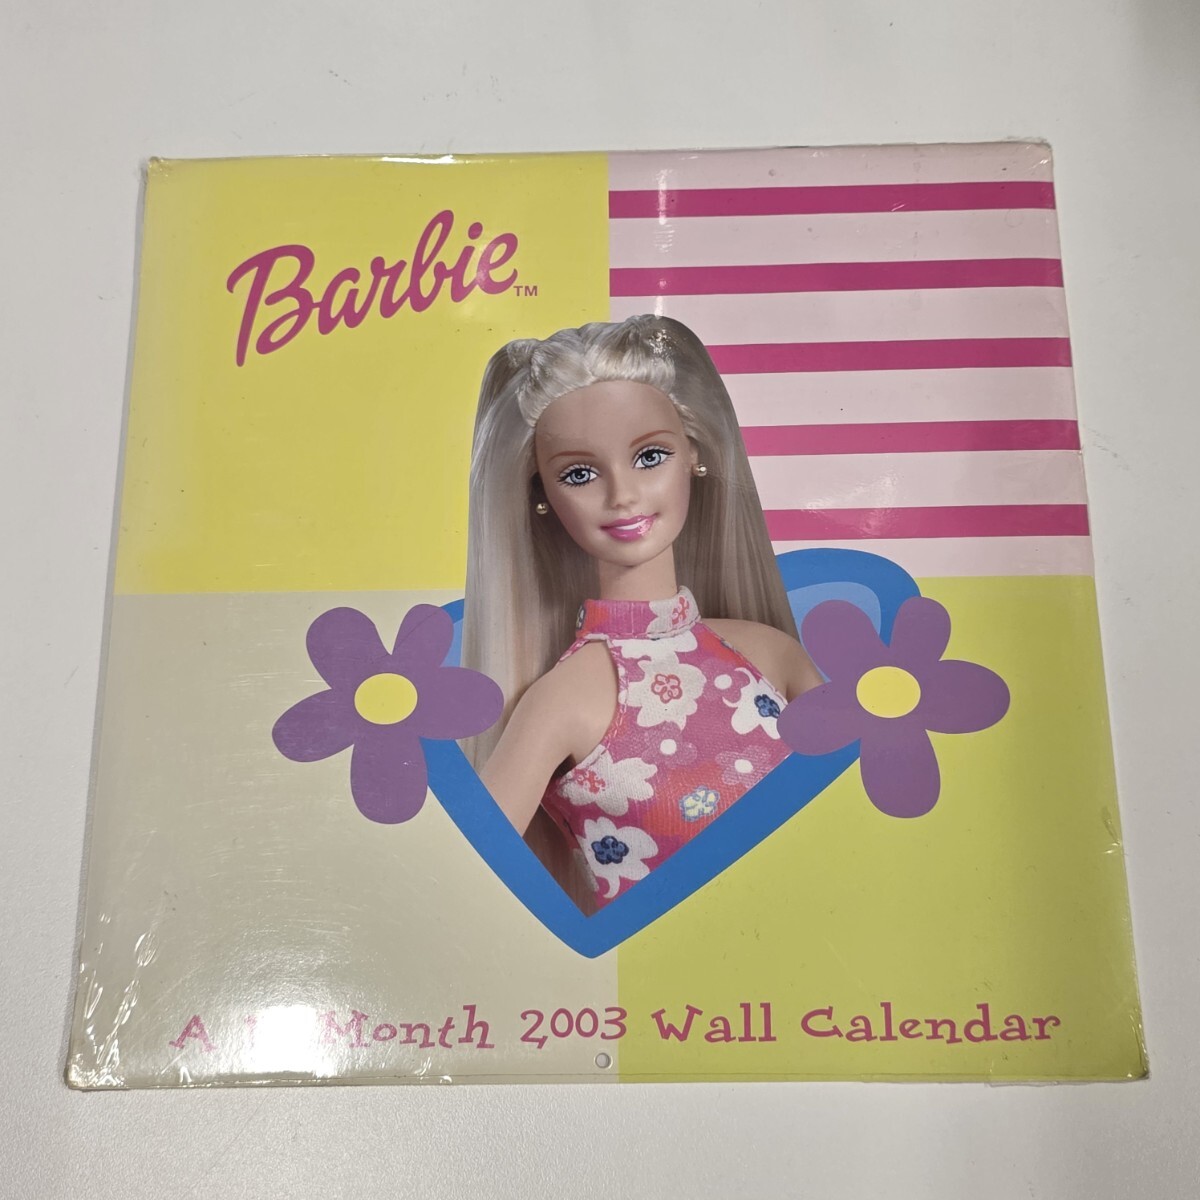 Barbie™
A Month 2003 Wall Calendar